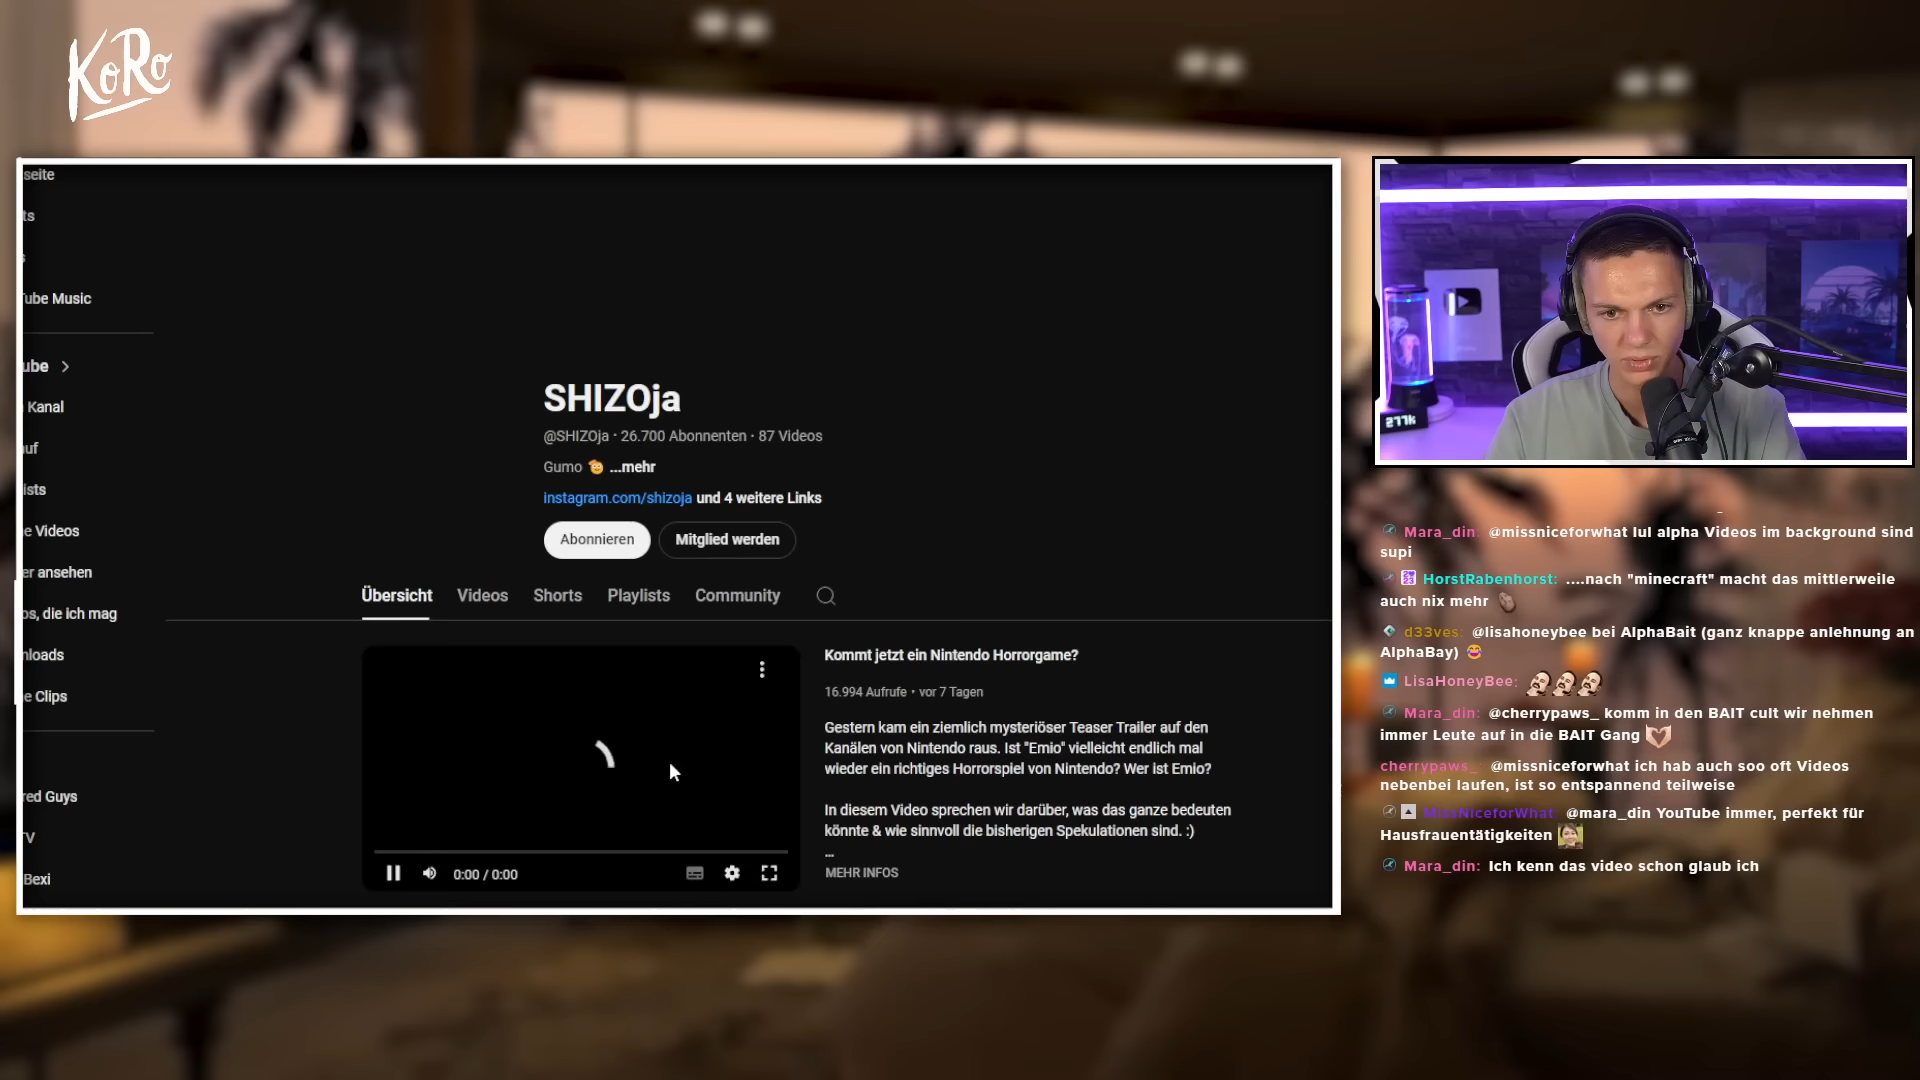 KoRo
seite
ts
s
Tube Music
ube
Kanal
uf
ists
e Videos
er ansehen
os, die ich mag
nloads
e Clips
red Guys
V
Bexi
SHIZOja
@SHIZOja · 26.700 Abonnenten · 87 Videos
Gumo ...mehr
instagram.com/shizoja und 4 weitere Links
Abonnieren Mitglied werden
Übersicht Videos Shorts Playlists Community
Kommt jetzt ein Nintendo Horrorgame?
16.994 Aufrufe • vor 7 Tagen
Gestern kam ein ziemlich mysteriöser Teaser Trailer auf den
Kanälen von Nintendo raus. Ist "Emio" vielleicht endlich mal
wieder ein richtiges Horrorspiel von Nintendo? Wer ist Emio?
In diesem Video sprechen wir darüber, was das ganze bedeuten
könnte & wie sinnvoll die bisherigen Spekulationen sind. :)
...
MEHR INFOS
0:00 / 0:00
277k
Mara_din: @missniceforwhat lul alpha Videos im background sind
supi
HorstRabenhorst: ....nach "minecraft" macht das mittlerweile
auch nix mehr
d33ves: @lisahoneybee bei AlphaBait (ganz knappe anlehnung an
AlphaBay) 😂
LisaHoneyBee:
Mara_din: @cherrypaws_ komm in den BAIT cult wir nehmen
immer Leute auf in die BAIT Gang
cherrypaws_: @missniceforwhat ich hab auch soo oft Videos
nebenbei laufen, ist so entspannend teilweise
MissNiceforWhat: @mara_din YouTube immer, perfekt für
Hausfrauentätigkeiten
Mara_din: Ich kenn das video schon glaub ich